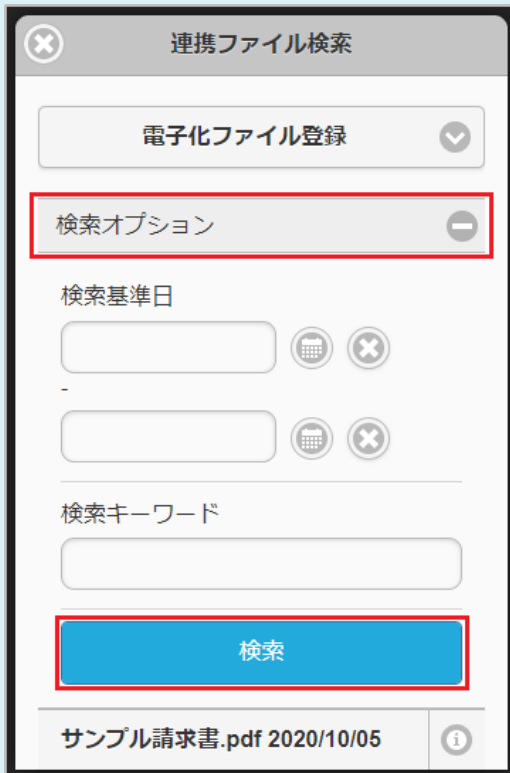 連携ファイル検索
電子化ファイル登録
検索オプション
検索基準日
-
検索キーワード
検索
サンプル請求書.pdf 2020/10/05